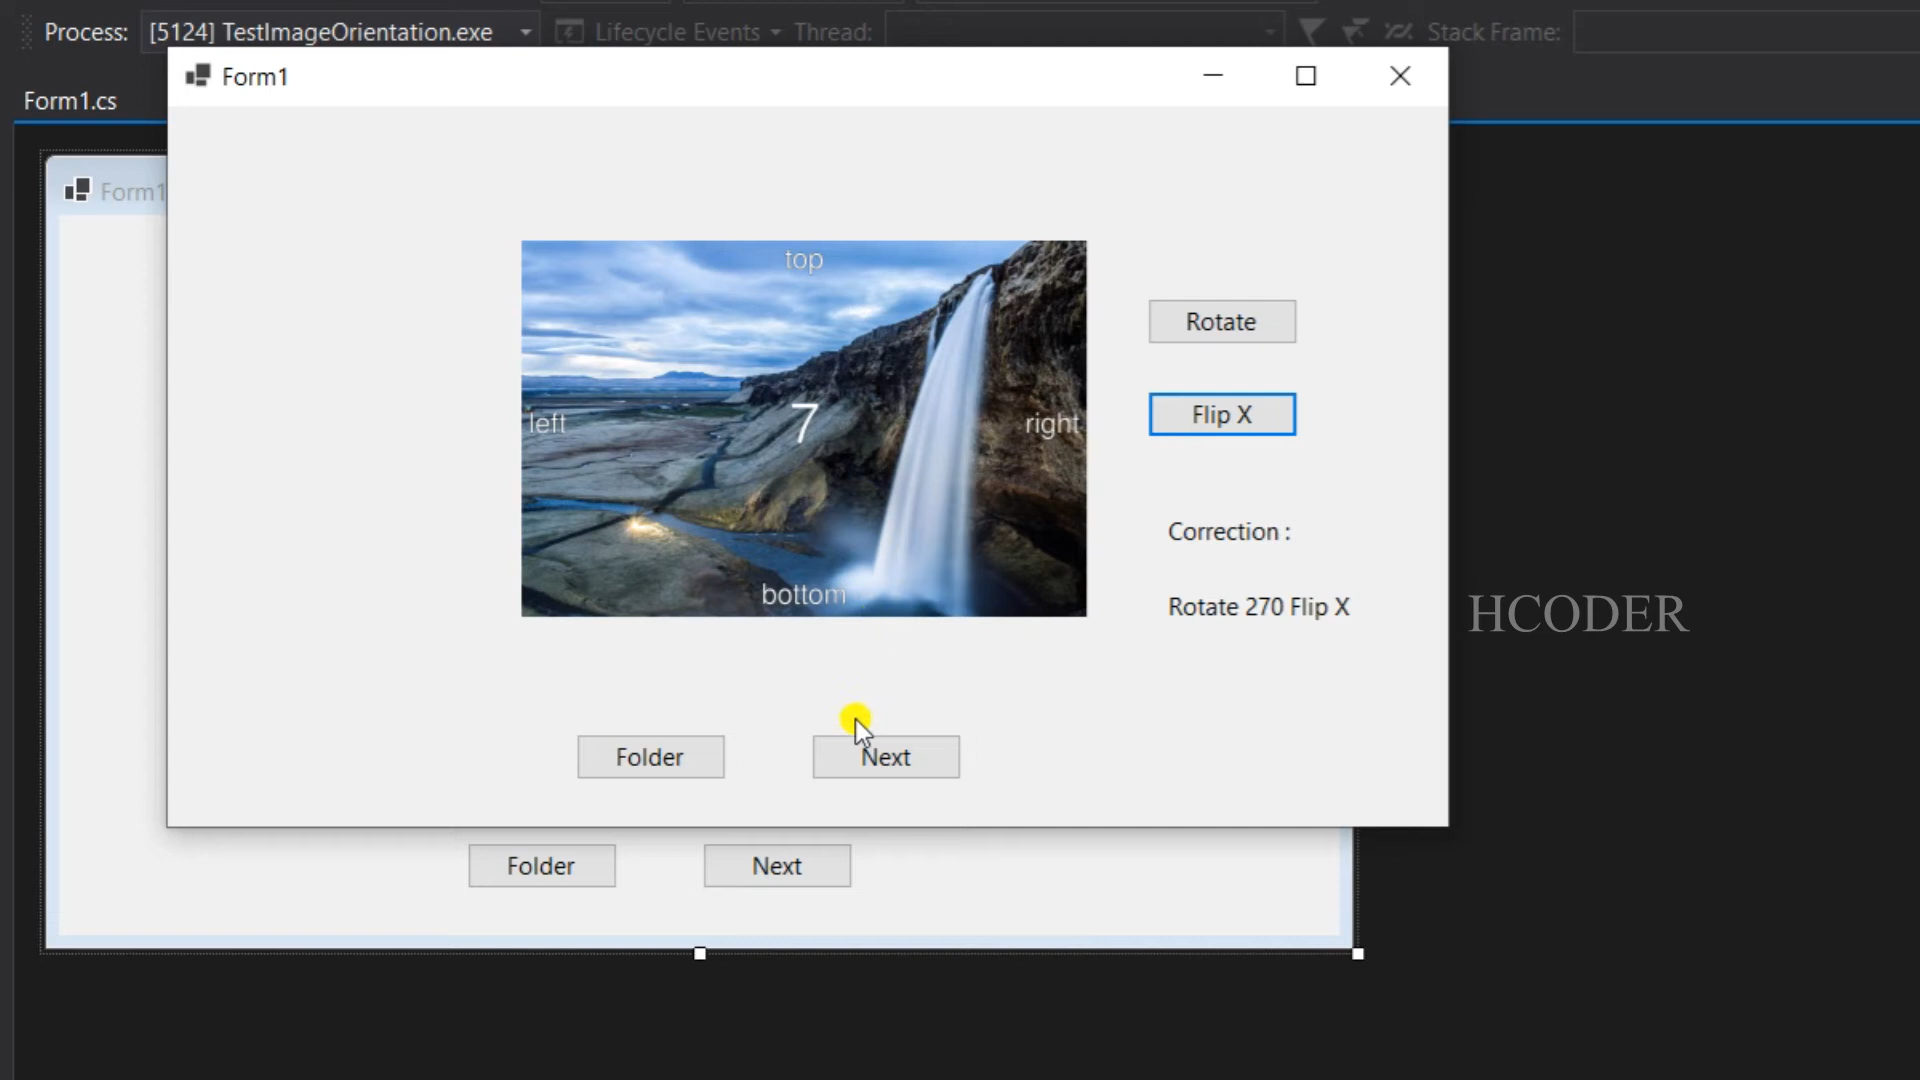 Process: [5124] TestImageOrientation.exe Lifecycle Events Thread: Stack Frame:
Form1
Form1.cs
Form1
top
Rotate
left 7 right
Flip X
Correction :
bottom
Rotate 270 Flip X
HCODER
Folder Next
Folder Next